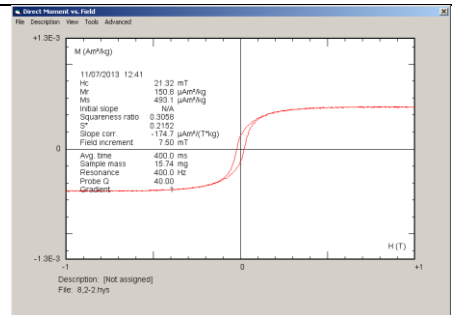 Direct Moment vs. Field
File Description View Tools Advanced
+1.3E-3
M (Am²/kg)
11/07/2013 12:41
Hc 21.32 mT
Mr 150.8 µAm²/kg
Ms 493.1 µAm²/kg
Initial slope N/A
Squareness ratio 0.3058
S* 0.2152
Slope corr. -174.7 µAm²/(T*kg)
Field increment 7.50 mT
0
Avg. time 400.0 ms
Sample mass 15.74 mg
Resonance 400.0 Hz
Probe Q 40.00
Gradient 1
H (T)
-1.3E-3
-1 0 +1
Description: [Not assigned]
File: 8,2-2.hys